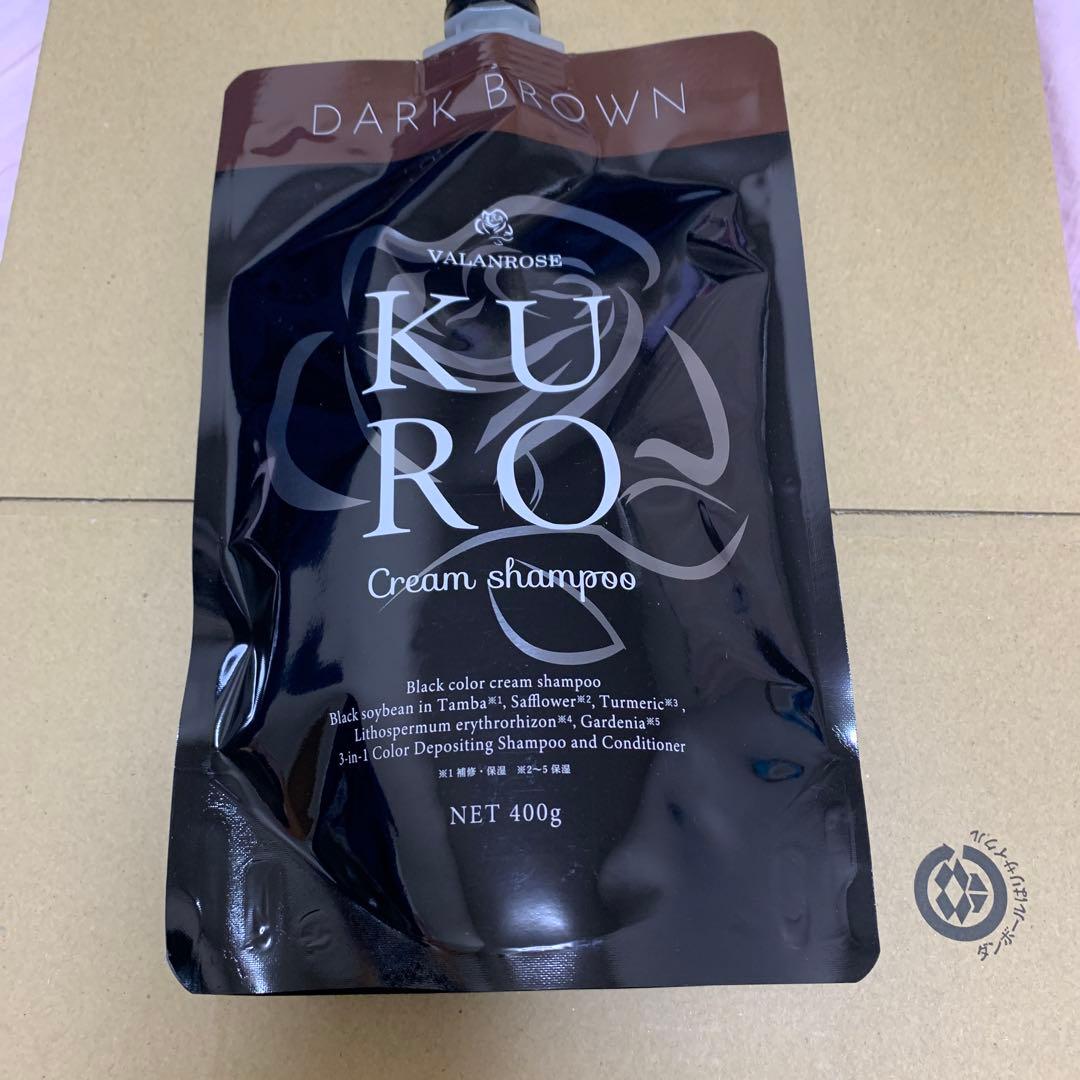 DARK BROWN
VALANROSE
KU
RO
Cream shampoo
Black color cream shampoo
Black soybean in Tamba※1, Safflower※2, Turmeric※3,
Lithospermum erythrorhizon※4, Gardenia※5
3-in-1 Color Depositing Shampoo and Conditioner
※1 補修・保湿 ※2〜5 保湿
NET 400g
ダンボールはリサイクル